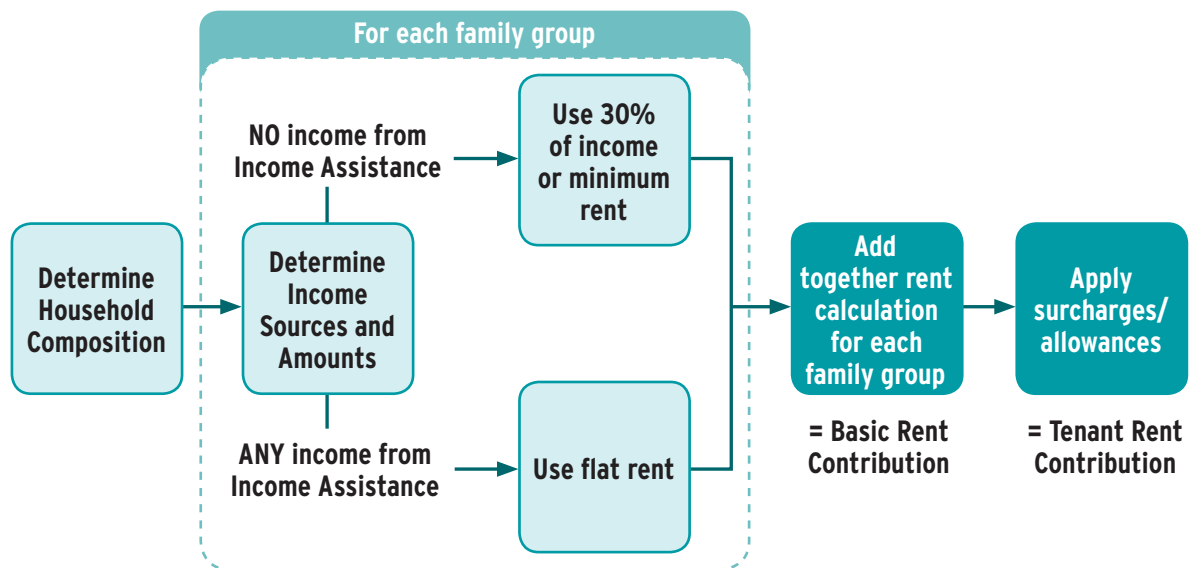 For each family group
NO income from
Income Assistance
Use 30%
of income
or minimum
rent
Determine
Household
Composition
Determine
Income
Sources and
Amounts
ANY income from
Income Assistance
Use flat rent
Add
together rent
calculation
for each
family group
= Basic Rent
Contribution
Apply
surcharges/
allowances
= Tenant Rent
Contribution